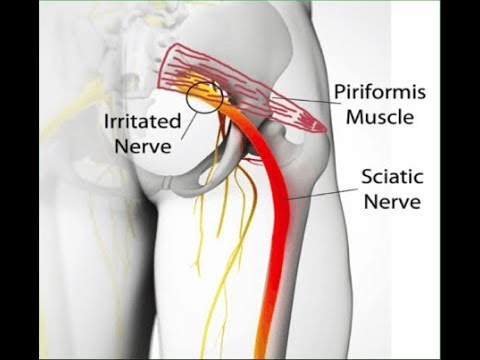 Piriformis
Muscle
Irritated
Nerve
Sciatic
Nerve